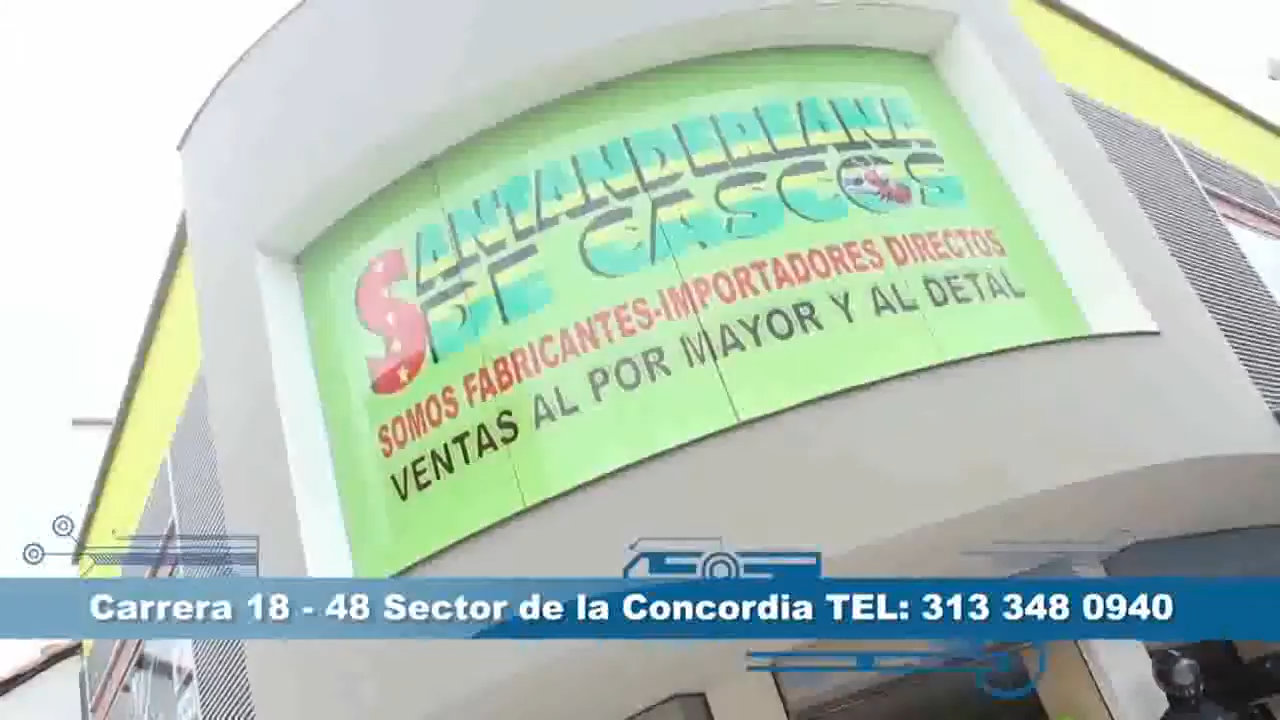 SANTANDEREANA
DE CASCOS
SOMOS FABRICANTES-IMPORTADORES DIRECTOS
VENTAS AL POR MAYOR Y AL DETAL
Carrera 18 - 48 Sector de la Concordia TEL: 313 348 0940